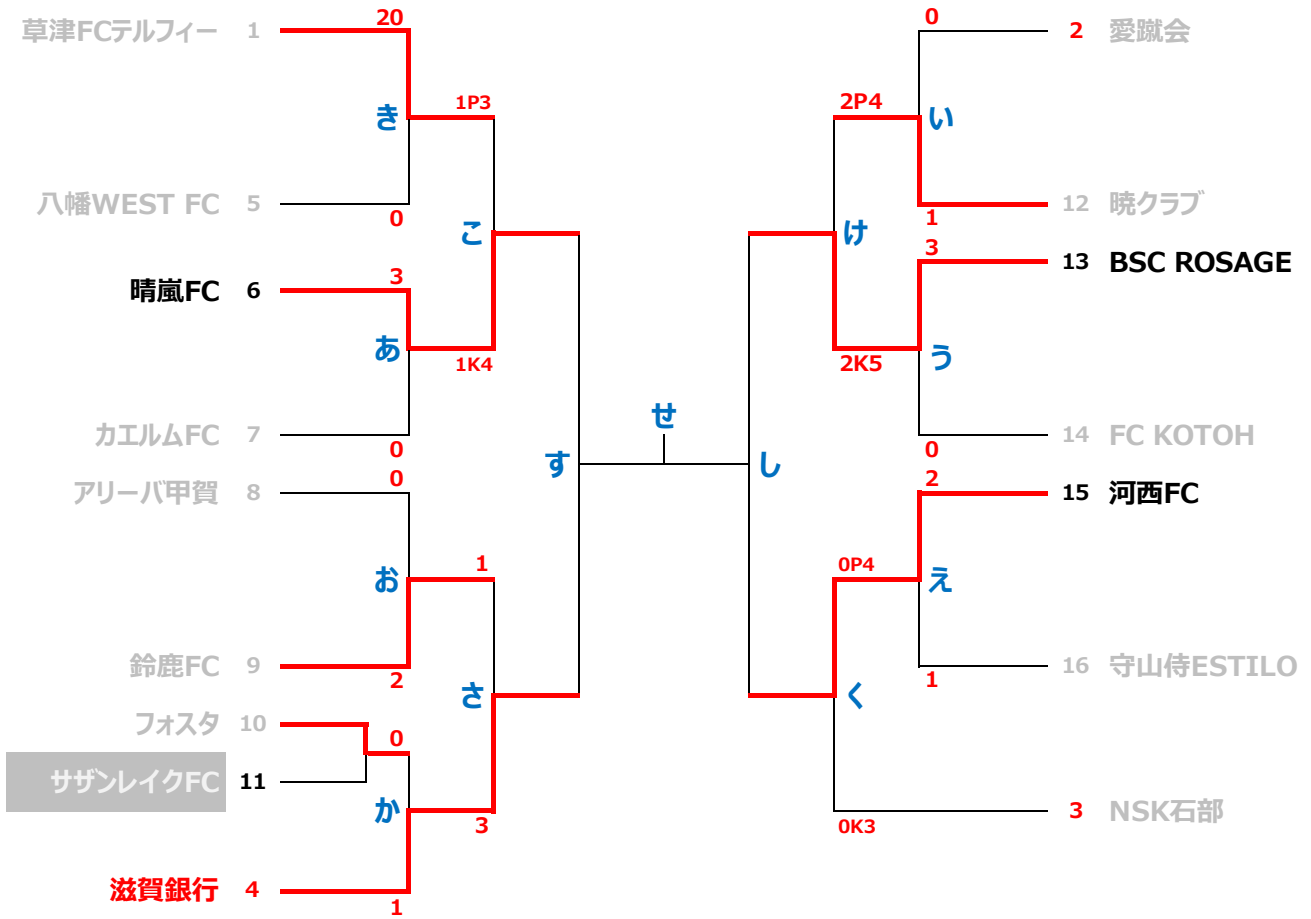 草津FCテルフィー 1 20 0 2 愛蹴会
き 1P3 2P4 い
八幡WEST FC 5 0 1 12 暁クラブ
こ け
晴嵐FC 6 3 3 13 BSC ROSAGE
あ 1K4 2K5 う
カエルムFC 7 0 せ 0 14 FC KOTOH
す し
アリーバ甲賀 8 0 2 15 河西FC
お 1 0P4 え
鈴鹿FC 9 2 1 16 守山侍ESTILO
さ く
フォスタ 10 0
サザンレイクFC 11
か 3 0K3 3 NSK石部
滋賀銀行 4 1